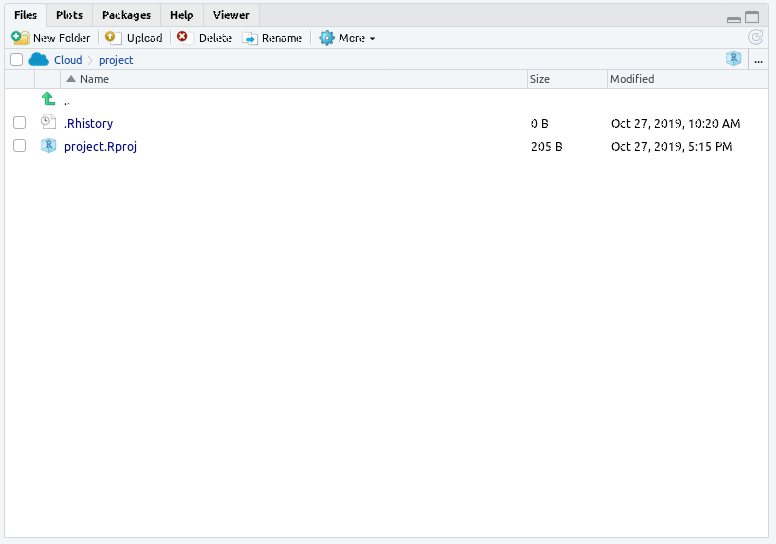 Files Plots Packages Help Viewer
New Folder Upload Delete Rename More
Cloud project ...
Name Size Modified
..
.Rhistory 0 B Oct 27, 2019, 10:20 AM
project.Rproj 205 B Oct 27, 2019, 5:15 PM